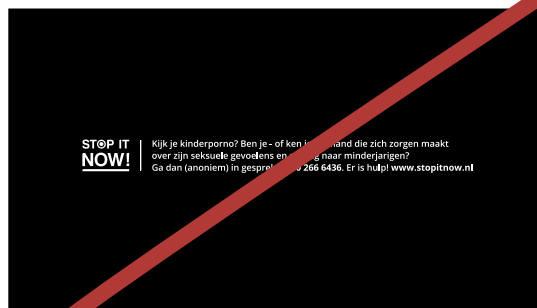 STOP IT
NOW!
Kijk je kinderporno? Ben je - of ken die zich zorgen maakt
over zijn seksuele gevoelens en naar minderjarigen?
Ga dan (anoniem) in 266 6436. Er is hulp! www.stopitnow.nl